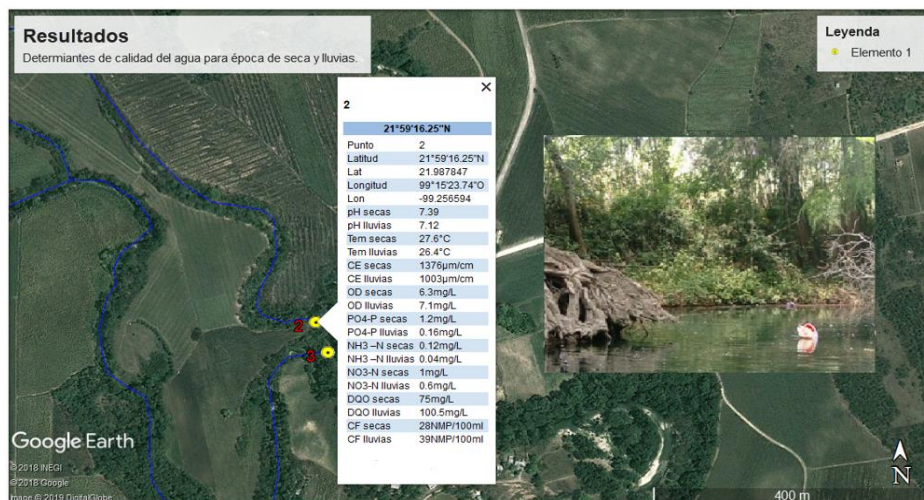 Resultados
Determiantes de calidad del agua para época de seca y lluvias.
Leyenda
Elemento 1
2
21°59'16.25"N
Punto 2
Latitud 21°59'16.25"N
Lat 21.987847
Longitud 99°15'23.74"O
Lon -99.256594
pH secas 7.39
pH lluvias 7.12
Tem secas 27.6°C
Tem lluvias 26.4°C
CE secas 1376µm/cm
CE lluvias 1003µm/cm
OD secas 6.3mg/L
OD lluvias 7.1mg/L
PO4-P secas 1.2mg/L
PO4-P lluvias 0.16mg/L
NH3 –N secas 0.12mg/L
NH3 –N lluvias 0.04mg/L
NO3-N secas 1mg/L
NO3-N lluvias 0.6mg/L
DQO secas 75mg/L
DQO lluvias 100.5mg/L
CF secas 28NMP/100ml
CF lluvias 39NMP/100ml
2
3
Google Earth
© 2018 INEGI
© 2018 Google
Image © 2019 DigitalGlobe
N
400 m